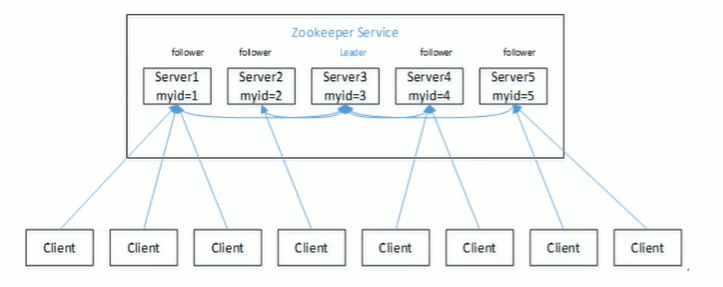 Zookeeper Service
follower follower Leader follower follower
Server1 Server2 Server3 Server4 Server5
myid=1 myid=2 myid=3 myid=4 myid=5
Client Client Client Client Client Client Client Client